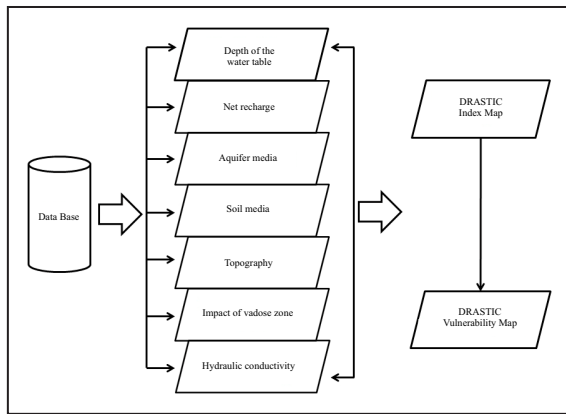 Data Base
Depth of the
water table
Net recharge
Aquifer media
Soil media
Topography
Impact of vadose zone
Hydraulic conductivity
DRASTIC
Index Map
DRASTIC
Vulnerability Map